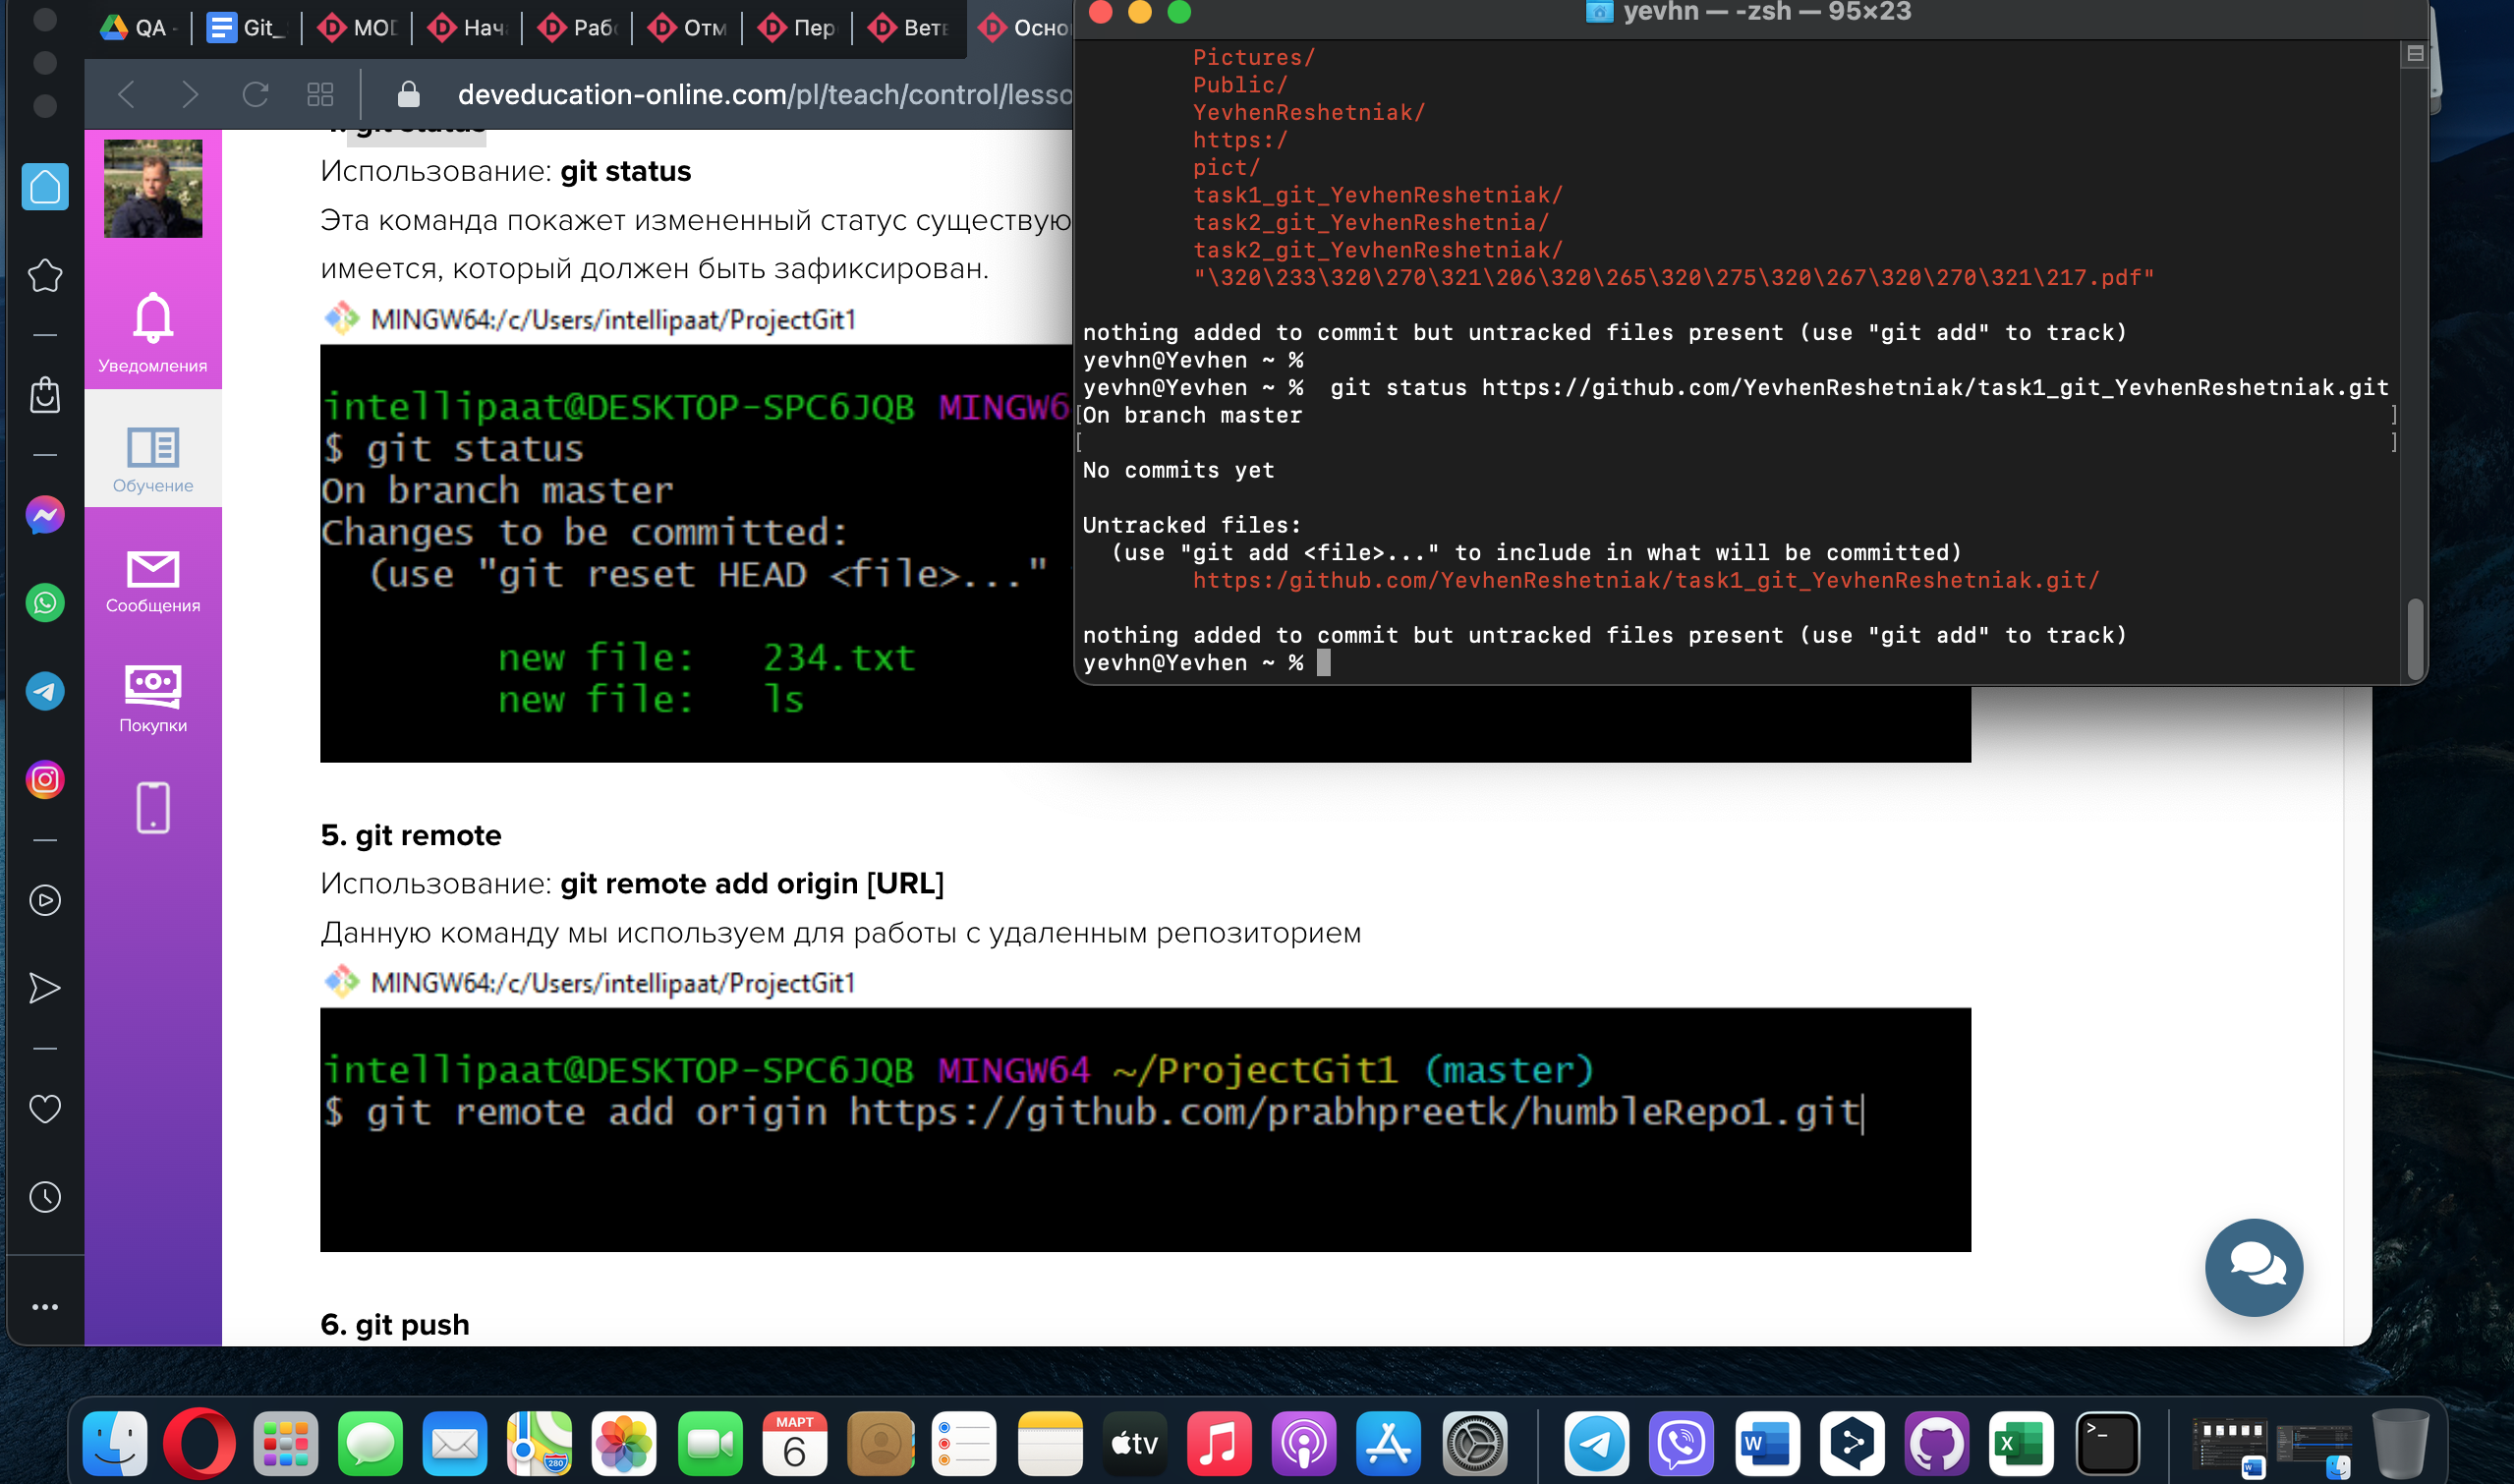 QA -
Git_
MOD
Нача
Рабо
Отм
Пер
Ветв
Осно
deveducation-online.com/pl/teach/control/lesso
Уведомления
Обучение
Сообщения
Покупки
git status
Использование: git status
Эта команда покажет измененный статус существую
имеется, который должен быть зафиксирован.
MINGW64:/c/Users/intellipaat/ProjectGit1
intellipaat@DESKTOP-SPC6JQB MINGW6
$ git status
On branch master
Changes to be committed:
(use "git reset HEAD <file>..."
new file: 234.txt
new file: ls
5. git remote
Использование: git remote add origin [URL]
Данную команду мы используем для работы с удаленным репозиторием
MINGW64:/c/Users/intellipaat/ProjectGit1
intellipaat@DESKTOP-SPC6JQB MINGW64 ~/ProjectGit1 (master)
$ git remote add origin https://github.com/prabhpreetk/humbleRepo1.git
6. git push
yevhn — -zsh — 95×23
Pictures/
Public/
YevhenReshetniak/
https:/
pict/
task1_git_YevhenReshetniak/
task2_git_YevhenReshetnia/
task2_git_YevhenReshetniak/
"\320\233\320\270\321\206\320\265\320\275\320\267\320\270\321\217.pdf"
nothing added to commit but untracked files present (use "git add" to track)
yevhn@Yevhen ~ %
yevhn@Yevhen ~ %  git status https://github.com/YevhenReshetniak/task1_git_YevhenReshetniak.git
[On branch master ]
[ ]
No commits yet
Untracked files:
(use "git add <file>..." to include in what will be committed)
https:/github.com/YevhenReshetniak/task1_git_YevhenReshetniak.git/
nothing added to commit but untracked files present (use "git add" to track)
yevhn@Yevhen ~ %
280
МАРТ
6
tv
W
X
>_